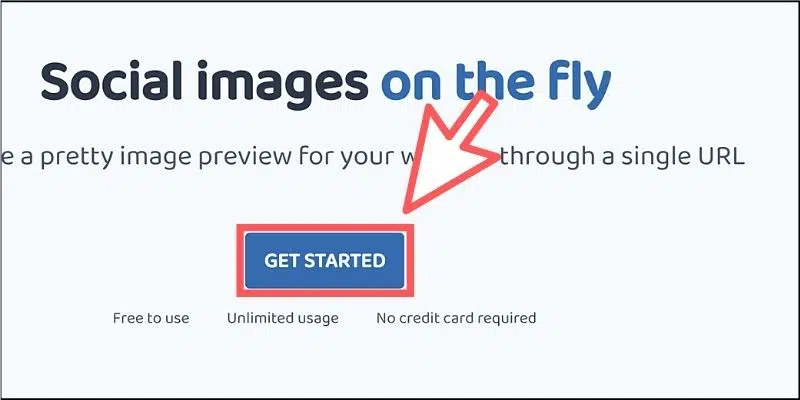 Social images on the fly
e a pretty image preview for your w through a single URL
GET STARTED
Free to use Unlimited usage No credit card required